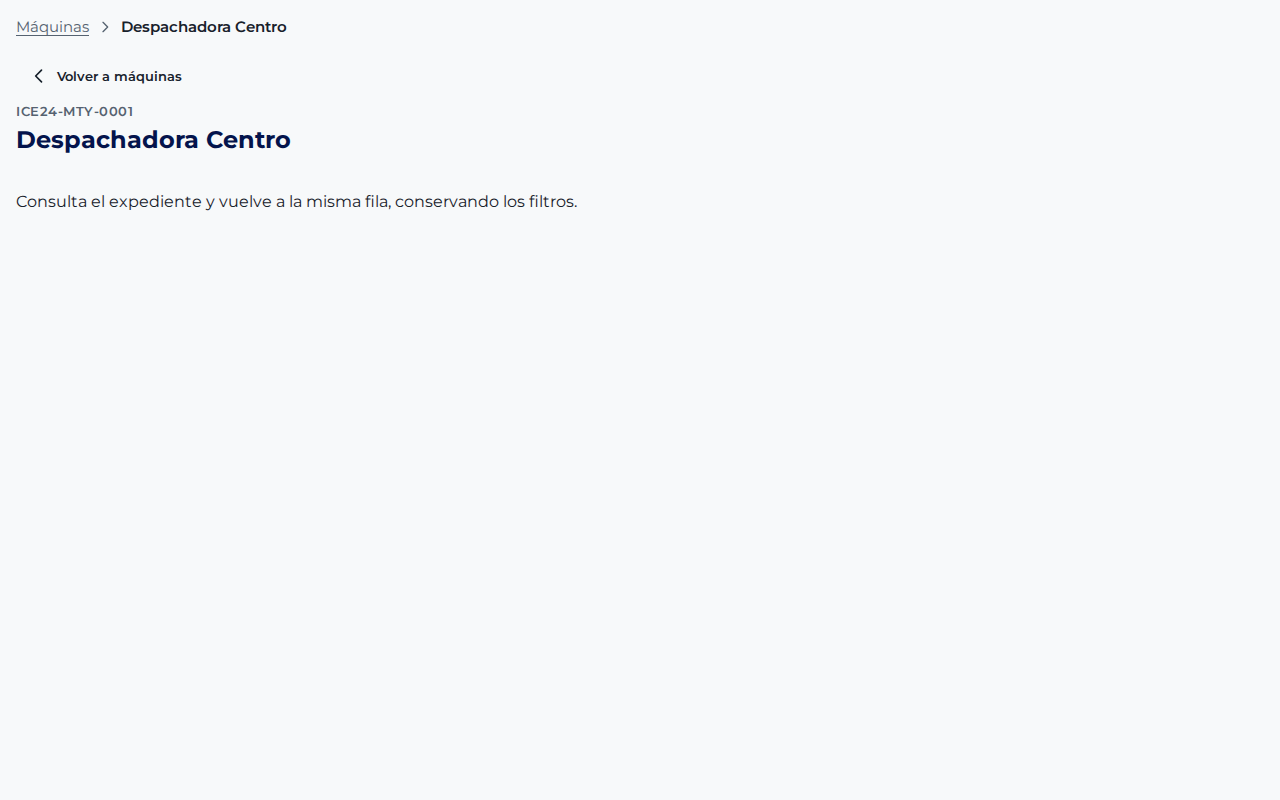 Máquinas > Despachadora Centro
Volver a máquinas
ICE24-MTY-0001
Despachadora Centro
Consulta el expediente y vuelve a la misma fila, conservando los filtros.